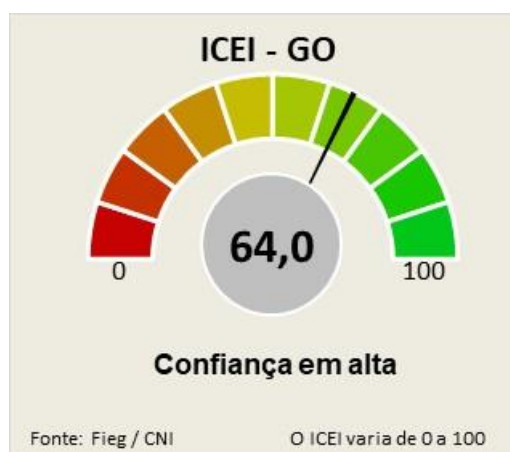 ICEI - GO
64,0
0
100
Confiança em alta
Fonte: Fieg / CNI
O ICEI varia de 0 a 100